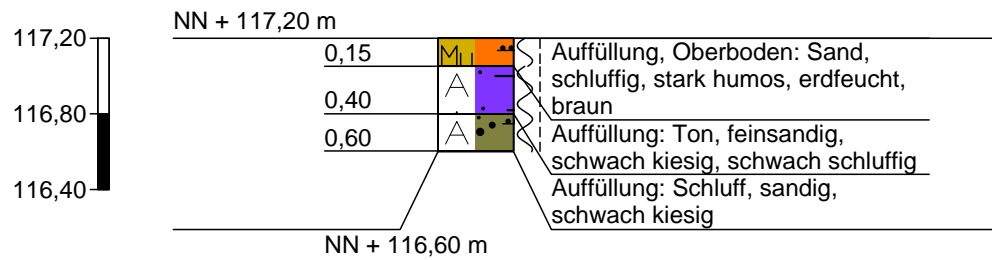 NN + 117,20 m
117,20
116,80
116,40
0,15
0,40
0,60
Mu
A
A
Auffüllung, Oberboden: Sand,
schluffig, stark humos, erdfeucht,
braun
Auffüllung: Ton, feinsandig,
schwach kiesig, schwach schluffig
Auffüllung: Schluff, sandig,
schwach kiesig
NN + 116,60 m